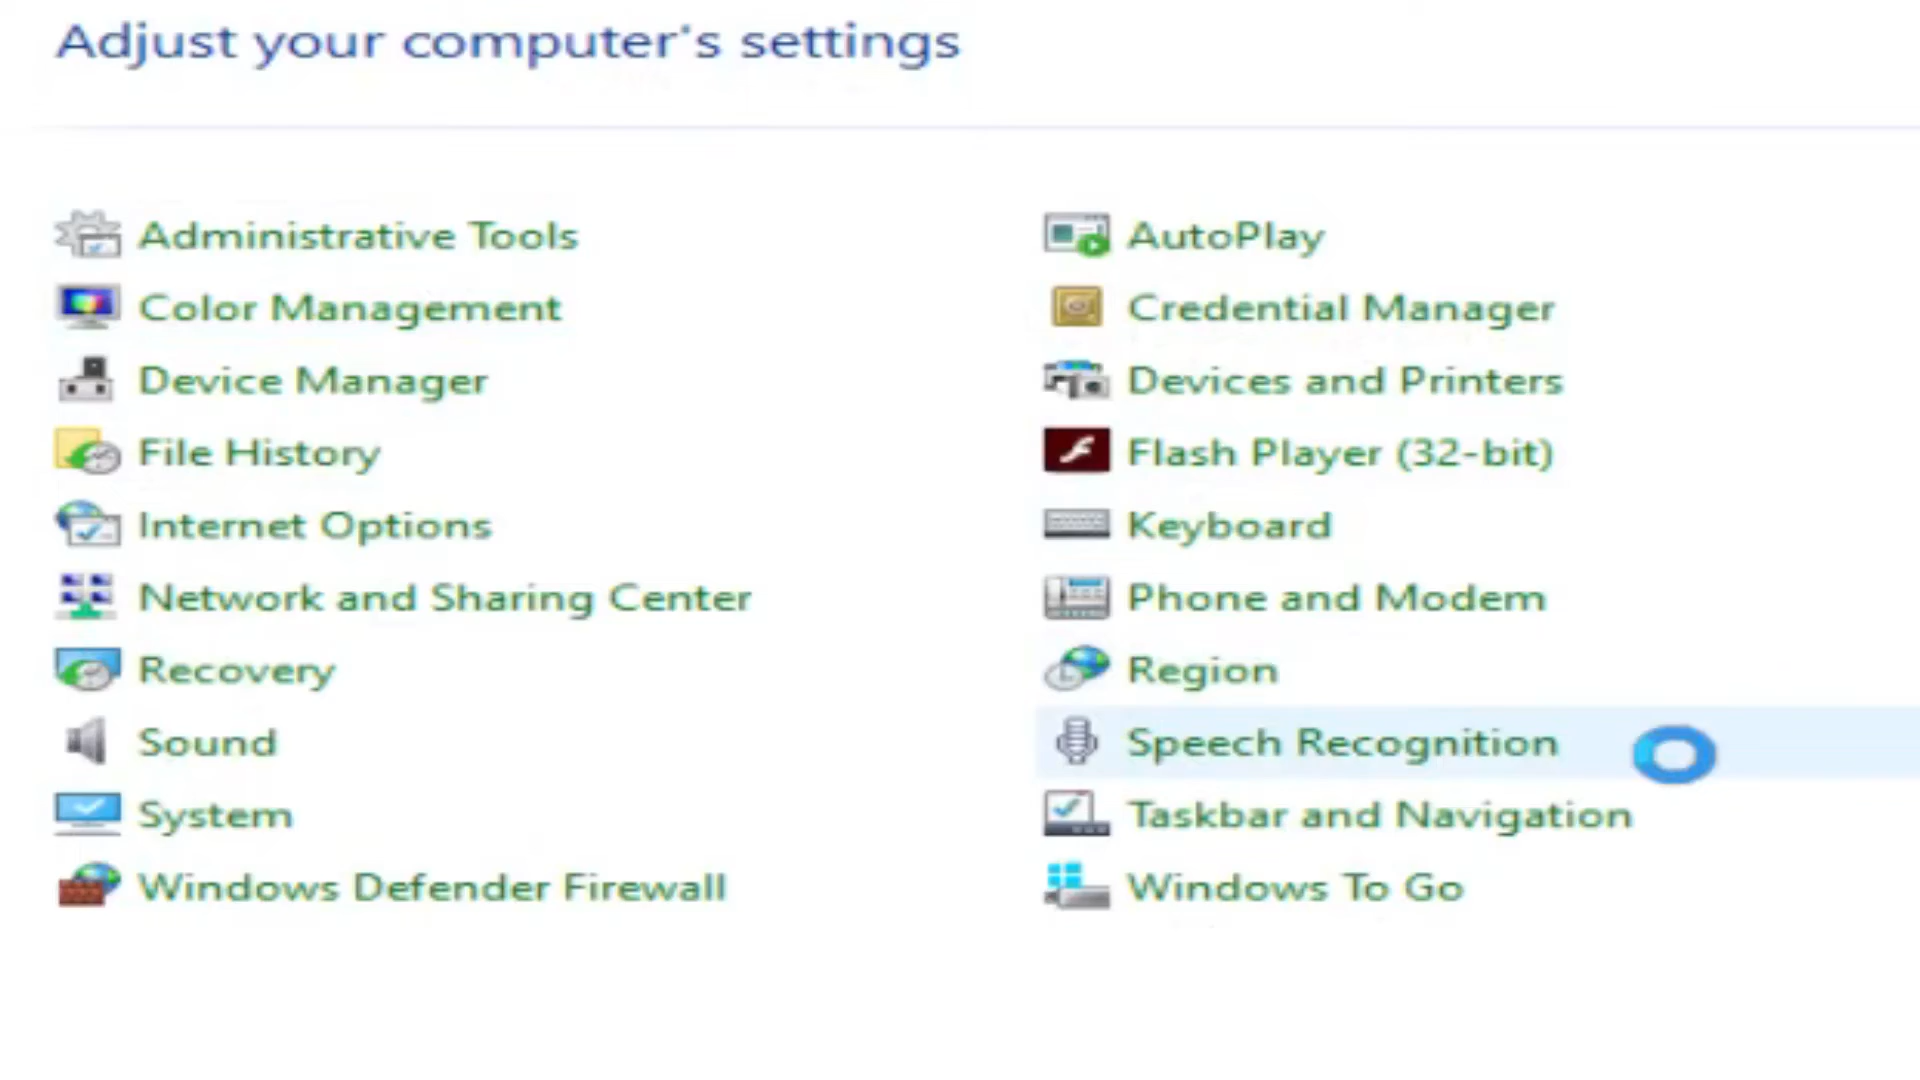 Adjust your computer's settings
Administrative Tools
AutoPlay
Color Management
Credential Manager
Device Manager
Devices and Printers
File History
Flash Player (32-bit)
Internet Options
Keyboard
Network and Sharing Center
Phone and Modem
Recovery
Region
Sound
Speech Recognition
System
Taskbar and Navigation
Windows Defender Firewall
Windows To Go